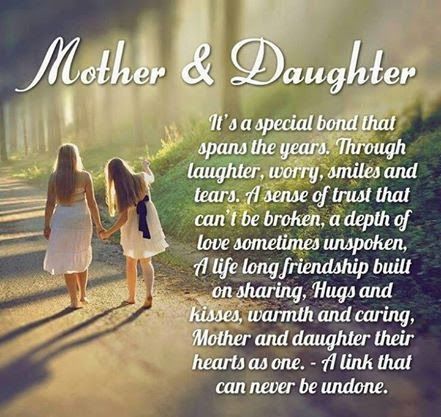 Mother & Daughter
It's a special bond that
spans the years. Through
laughter, worry, smiles and
tears. A sense of trust that
can't be broken, a depth of
love sometimes unspoken,
A life long friendship built
on sharing, Hugs and
kisses, warmth and caring,
Mother and daughter their
hearts as one. - A link that
can never be undone.